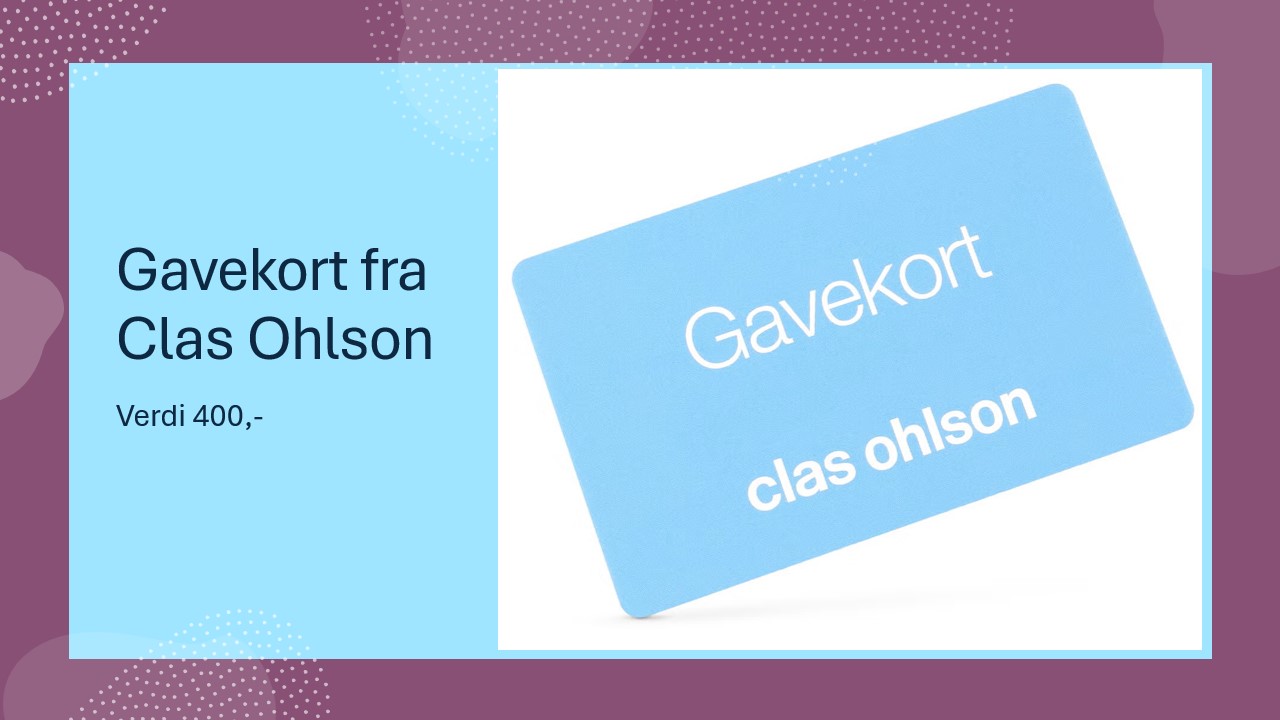 Gavekort fra
Clas Ohlson
Verdi 400,-
Gavekort
clas ohlson